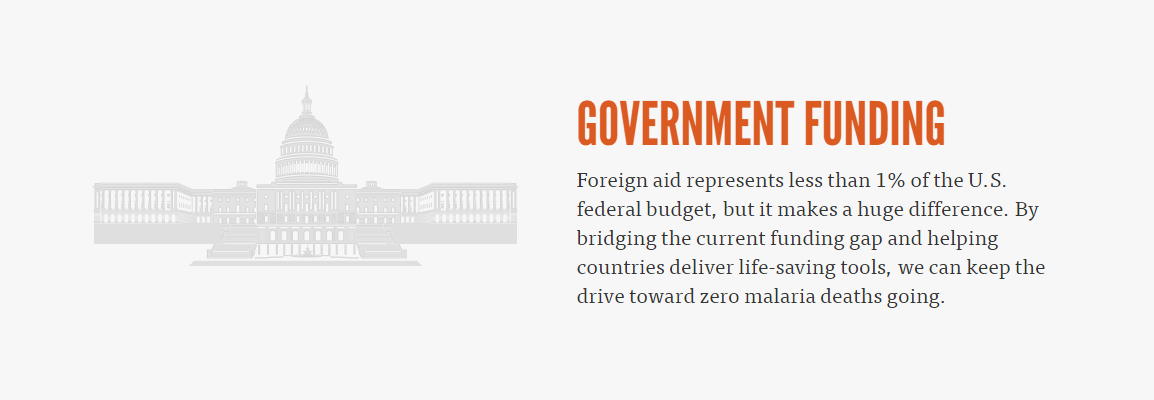 GOVERNMENT FUNDING
Foreign aid represents less than 1% of the U.S.
federal budget, but it makes a huge difference. By
bridging the current funding gap and helping
countries deliver life-saving tools, we can keep the
drive toward zero malaria deaths going.